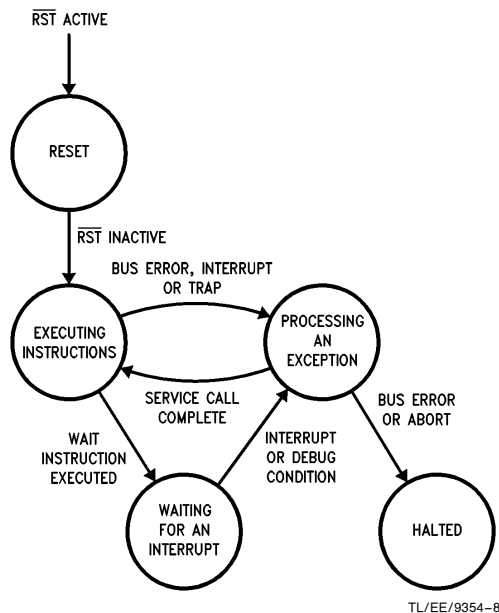 RST ACTIVE
RESET
RST INACTIVE
BUS ERROR, INTERRUPT
OR TRAP
EXECUTING
INSTRUCTIONS
PROCESSING
AN
EXCEPTION
SERVICE CALL
COMPLETE
BUS ERROR
OR ABORT
WAIT
INSTRUCTION
EXECUTED
INTERRUPT
OR DEBUG
CONDITION
WAITING
FOR AN
INTERRUPT
HALTED
TL/EE/9354-8